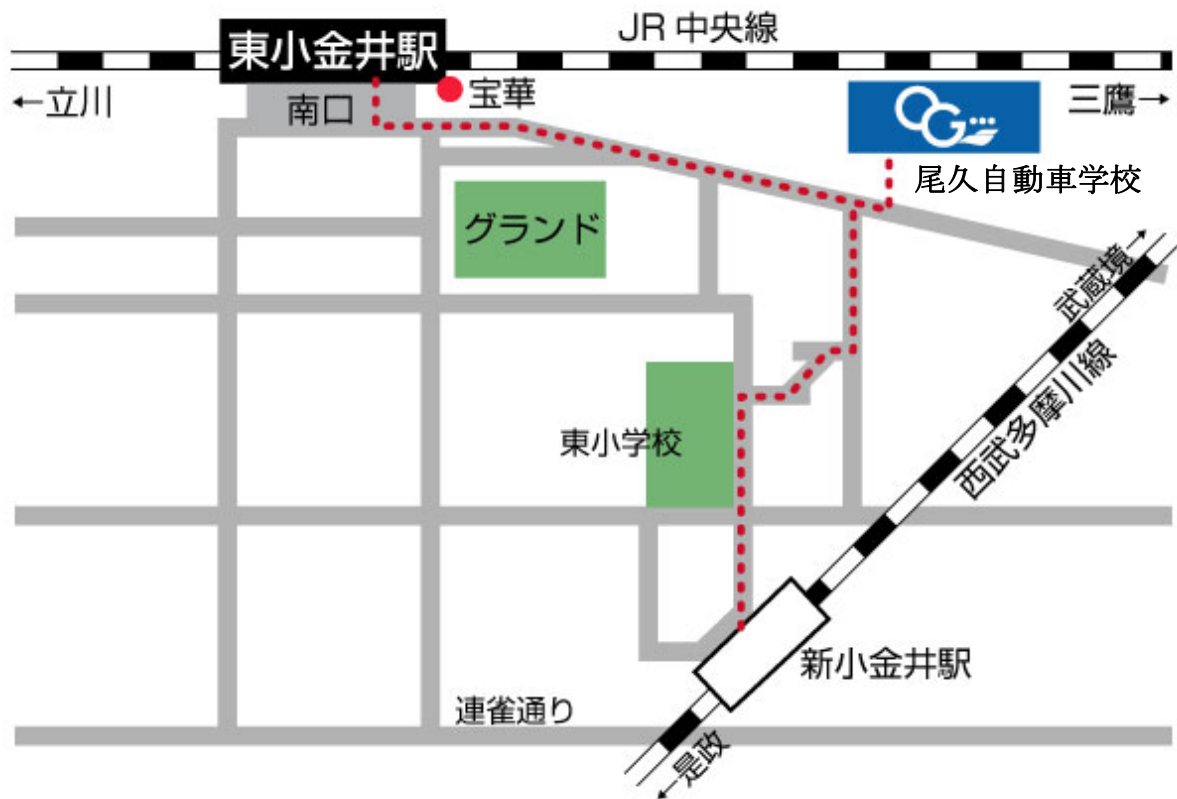 JR 中央線
東小金井駅
←立川
南口
宝華
三鷹→
OG
尾久自動車学校
グランド
武蔵境→
西武多摩川線
東小学校
新小金井駅
連雀通り
←是政